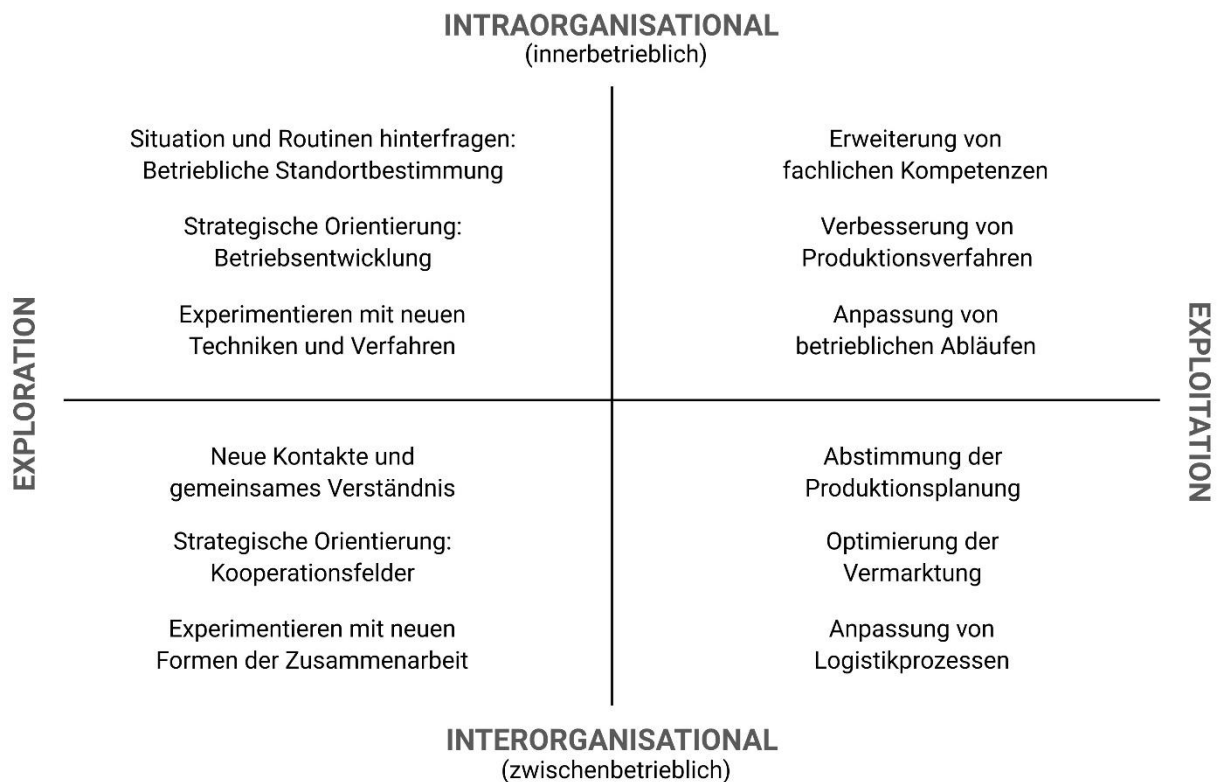 INTRAORGANISATIONAL
(innerbetrieblich)
Situation und Routinen hinterfragen:
Betriebliche Standortbestimmung
Strategische Orientierung:
Betriebsentwicklung
Experimentieren mit neuen
Techniken und Verfahren
Erweiterung von
fachlichen Kompetenzen
Verbesserung von
Produktionsverfahren
Anpassung von
betrieblichen Abläufen
EXPLORATION
EXPLOITATION
Neue Kontakte und
gemeinsames Verständnis
Strategische Orientierung:
Kooperationsfelder
Experimentieren mit neuen
Formen der Zusammenarbeit
Abstimmung der
Produktionsplanung
Optimierung der
Vermarktung
Anpassung von
Logistikprozessen
INTERORGANISATIONAL
(zwischenbetrieblich)